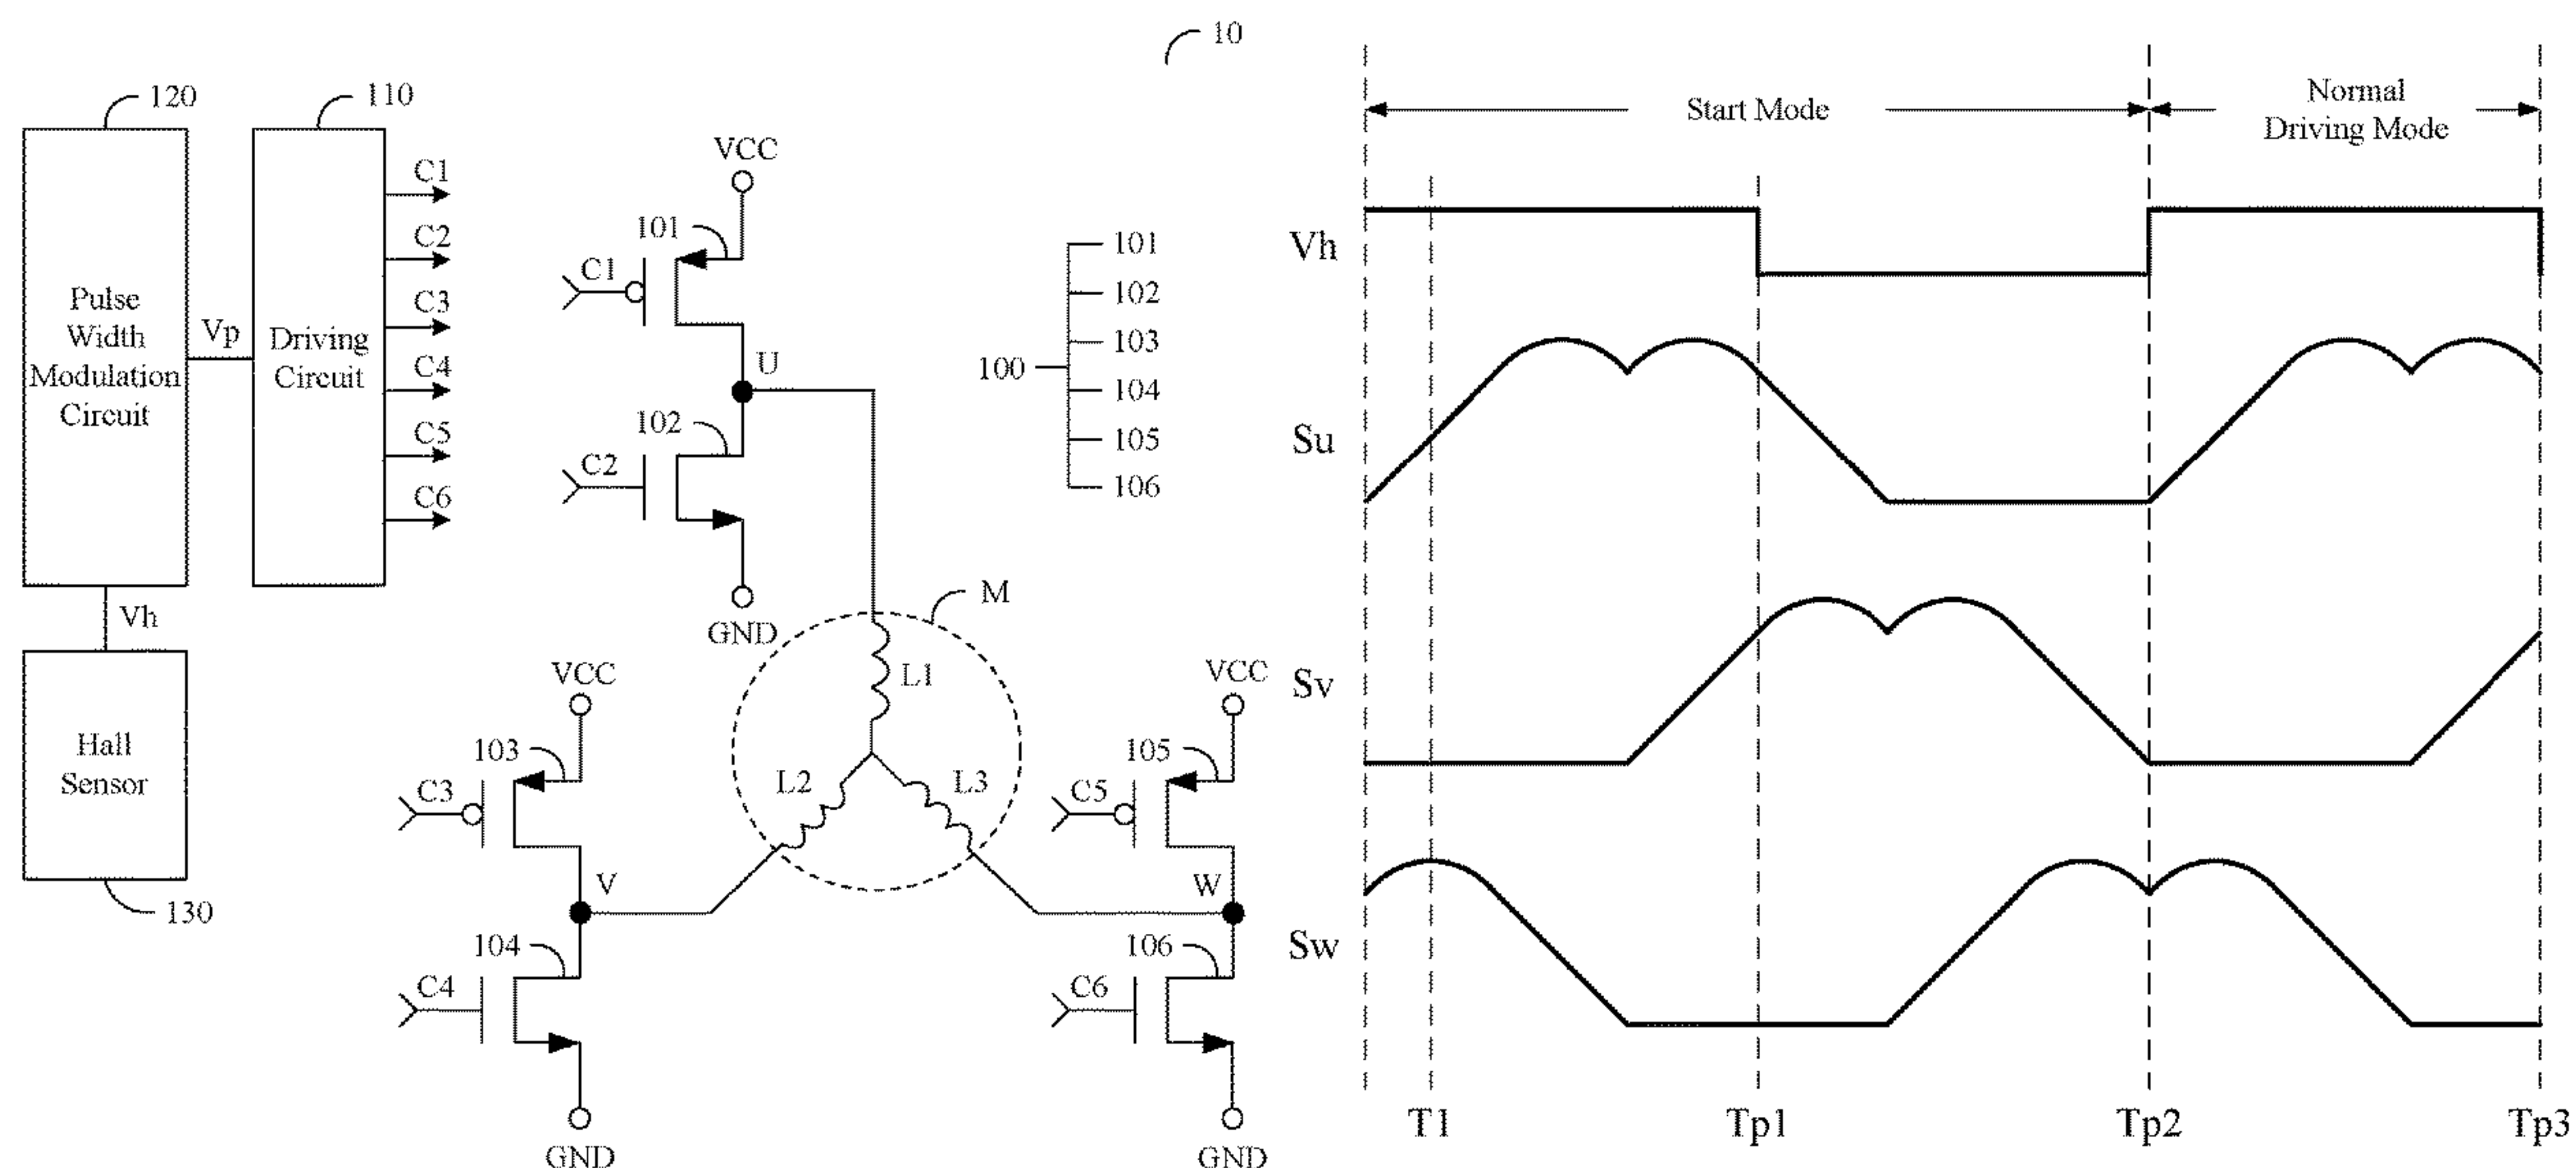 10
120
110
Start Mode
Normal
Driving Mode
VCC
C1
C2
C3
C4
C5
C6
Pulse
Width
Modulation
Circuit
Vp
Driving
Circuit
101
C1
U
102
C2
GND
100
101
102
103
104
105
106
Vh
Hall
Sensor
130
M
L1
L2
L3
VCC
103
C3
V
104
C4
GND
VCC
105
C5
W
106
C6
GND
Vh
Su
Sv
Sw
T1
Tp1
Tp2
Tp3